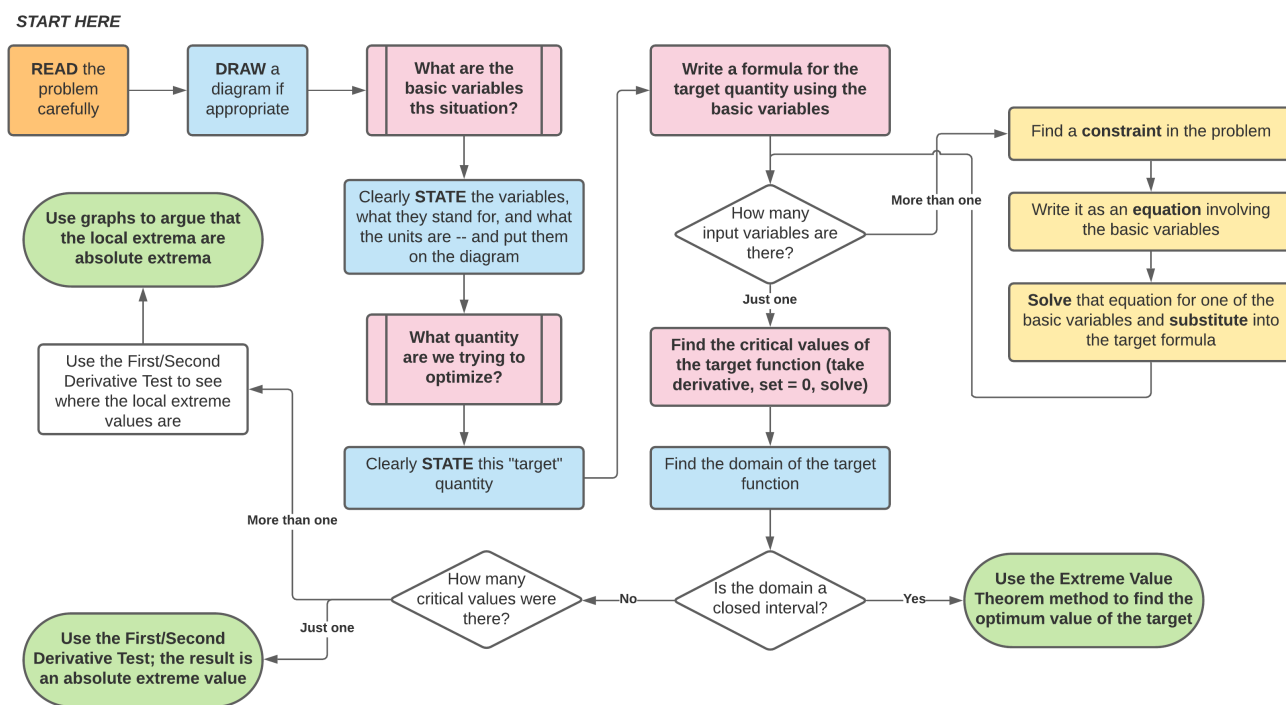 START HERE
READ the
problem
carefully
DRAW a
diagram if
appropriate
What are the
basic variables
ths situation?
Clearly STATE the variables,
what they stand for, and what
the units are -- and put them
on the diagram
What quantity
are we trying to
optimize?
Clearly STATE this "target"
quantity
Write a formula for the
target quantity using the
basic variables
How many
input variables are
there?
More than one
Find a constraint in the problem
Write it as an equation involving
the basic variables
Solve that equation for one of the
basic variables and substitute into
the target formula
Just one
Find the critical values of
the target function (take
derivative, set = 0, solve)
Find the domain of the target
function
Is the domain a
closed interval?
Yes
Use the Extreme Value
Theorem method to find the
optimum value of the target
No
How many
critical values were
there?
More than one
Use the First/Second
Derivative Test to see
where the local extreme
values are
Use graphs to argue that
the local extrema are
absolute extrema
Just one
Use the First/Second
Derivative Test; the result is
an absolute extreme value